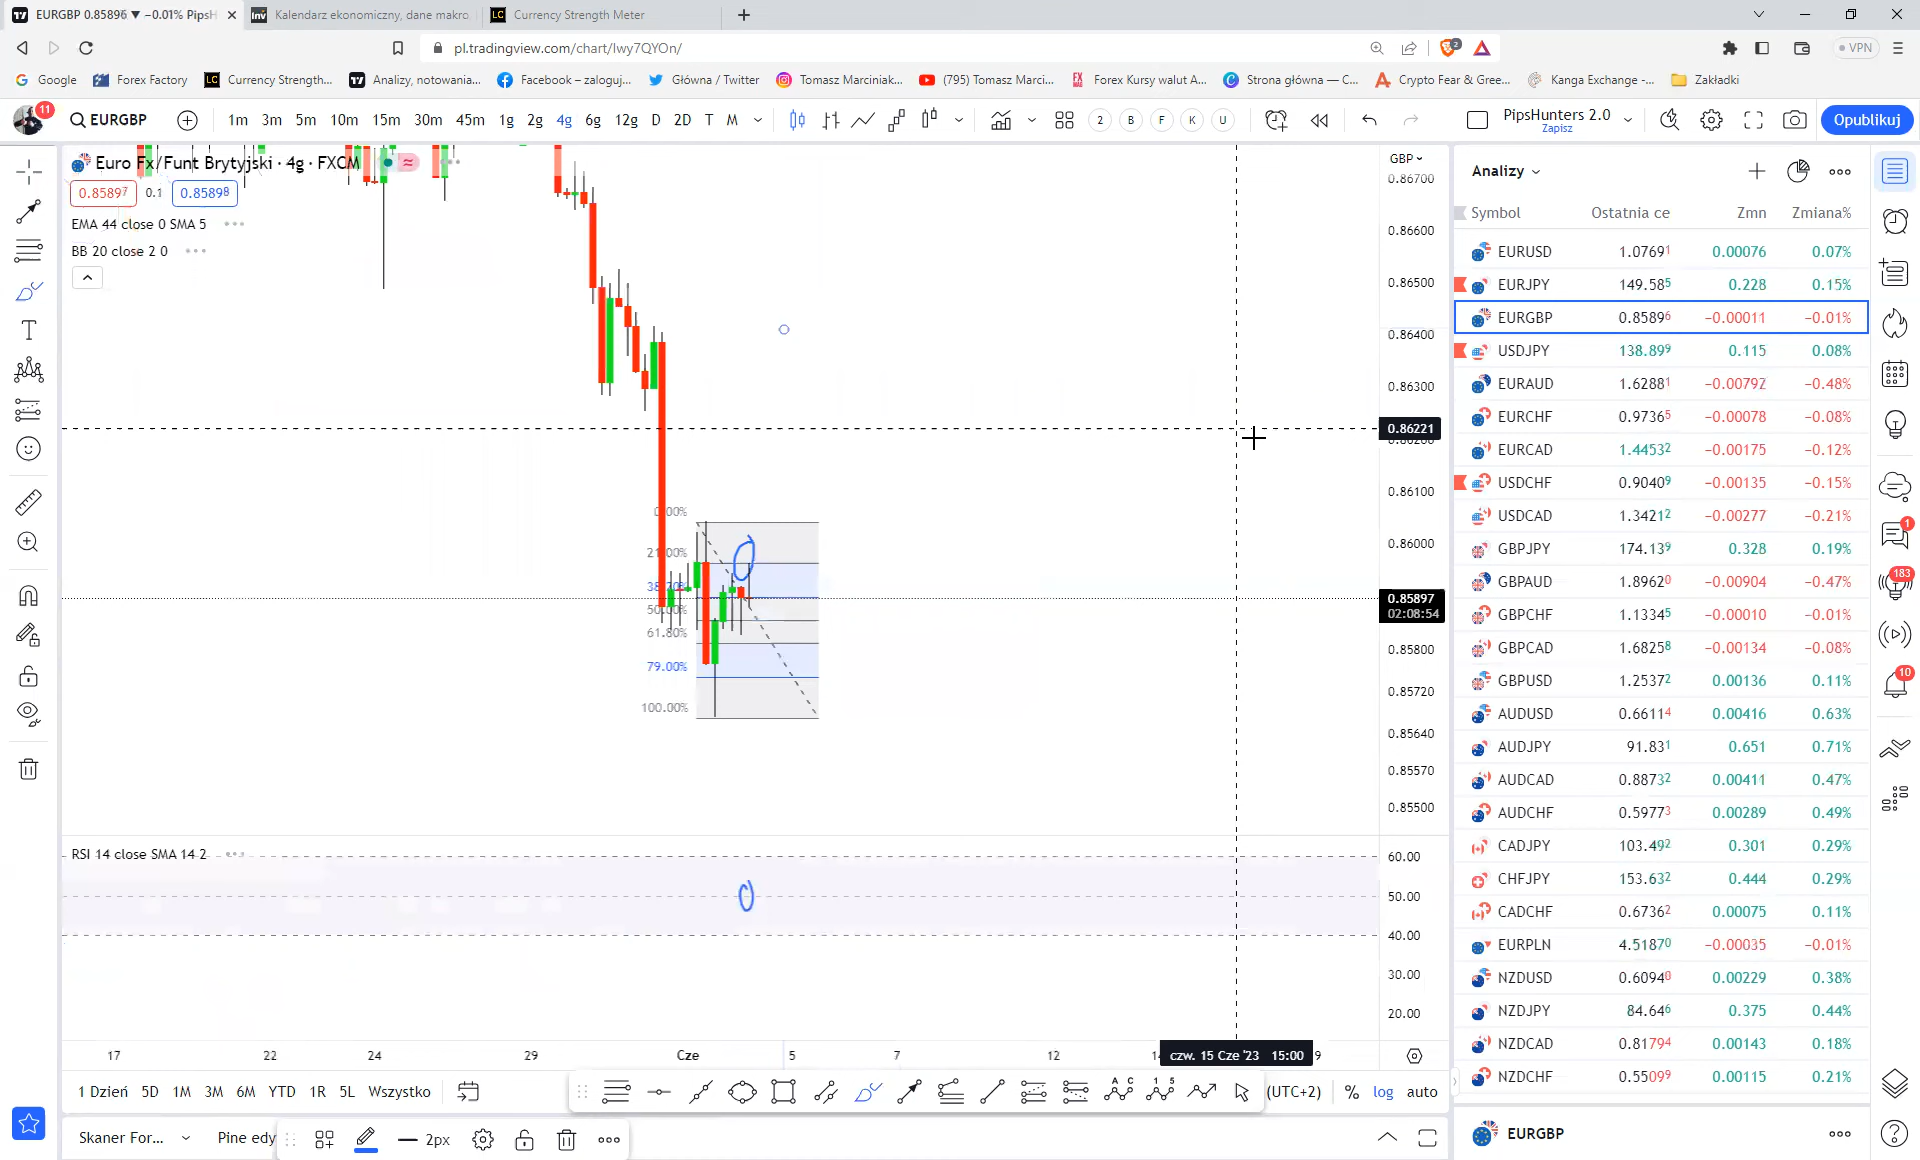 EURGBP 0.85896 ▼ −0.01% PipsH
Kalendarz ekonomiczny, dane makro
Currency Strength Meter
pl.tradingview.com/chart/Iwy7QYOn/
2
VPN
Google
Forex Factory
Currency Strength...
Analizy, notowania...
Facebook – zaloguj...
Główna / Twitter
Tomasz Marciniak...
(795) Tomasz Marci...
Forex Kursy walut A...
Strona główna — C...
Crypto Fear & Gree...
Kanga Exchange -...
Zakładki
11
EURGBP
1m 3m 5m 10m 15m 30m 45m 1g 2g 4g 6g 12g D 2D T M
2 B F K U
PipsHunters 2.0
Zapisz
Opublikuj
Euro Fx/Funt Brytyjski · 4g · FXCM
0.85897 0.1 0.85898
EMA 44 close 0 SMA 5
BB 20 close 2 0
GBP
0.86700
0.86600
0.86500
0.86400
0.86300
0.86221
0.86200
0.86100
0.86000
0.85897
02:08:54
0.85800
0.85720
0.85640
0.85570
0.85500
0.00%
50.00%
61.80%
79.00%
100.00%
RSI 14 close SMA 14 2
60.00
50.00
40.00
30.00
20.00
17 22 24 29 Cze 5 7 12 czw. 15 Cze '23 15:00
1 Dzień 5D 1M 3M 6M YTD 1R 5L Wszystko
(UTC+2) % log auto
Skaner For...
Pine edy
2px
Analizy
Symbol Ostatnia ce Zmn Zmiana%
EURUSD 1.07691 0.00076 0.07%
EURJPY 149.585 0.228 0.15%
EURGBP 0.85896 −0.00011 −0.01%
USDJPY 138.899 0.115 0.08%
EURAUD 1.62881 −0.00792 −0.48%
EURCHF 0.97365 −0.00078 −0.08%
EURCAD 1.44532 −0.00175 −0.12%
USDCHF 0.90409 −0.00135 −0.15%
USDCAD 1.34212 −0.00277 −0.21%
GBPJPY 174.139 0.328 0.19%
GBPAUD 1.89620 −0.00904 −0.47%
GBPCHF 1.13345 −0.00010 −0.01%
GBPCAD 1.68258 −0.00134 −0.08%
GBPUSD 1.25372 0.00136 0.11%
AUDUSD 0.66114 0.00416 0.63%
AUDJPY 91.831 0.651 0.71%
AUDCAD 0.88732 0.00411 0.47%
AUDCHF 0.59773 0.00289 0.49%
CADJPY 103.492 0.301 0.29%
CHFJPY 153.632 0.444 0.29%
CADCHF 0.67362 0.00075 0.11%
EURPLN 4.51870 −0.00035 −0.01%
NZDUSD 0.60940 0.00229 0.38%
NZDJPY 84.646 0.375 0.44%
NZDCAD 0.81794 0.00143 0.18%
NZDCHF 0.55099 0.00115 0.21%
EURGBP
1
183
10